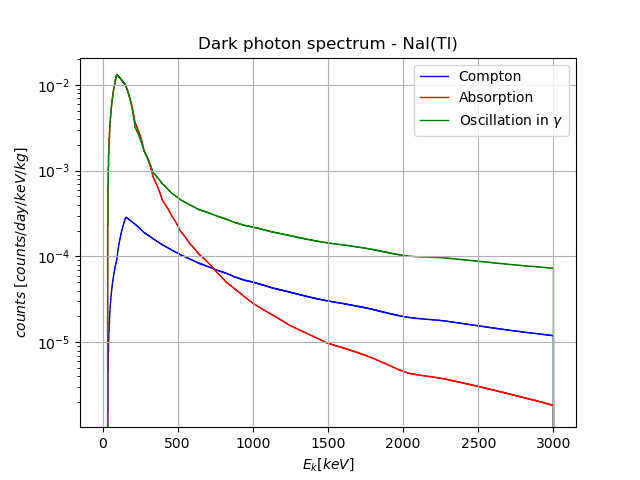 Dark photon spectrum - NaI(Tl)
Compton
Absorption
Oscillation in γ
10⁻²
10⁻³
10⁻⁴
10⁻⁵
counts [counts/day/keV/kg]
0 500 1000 1500 2000 2500 3000
Eₖ[keV]